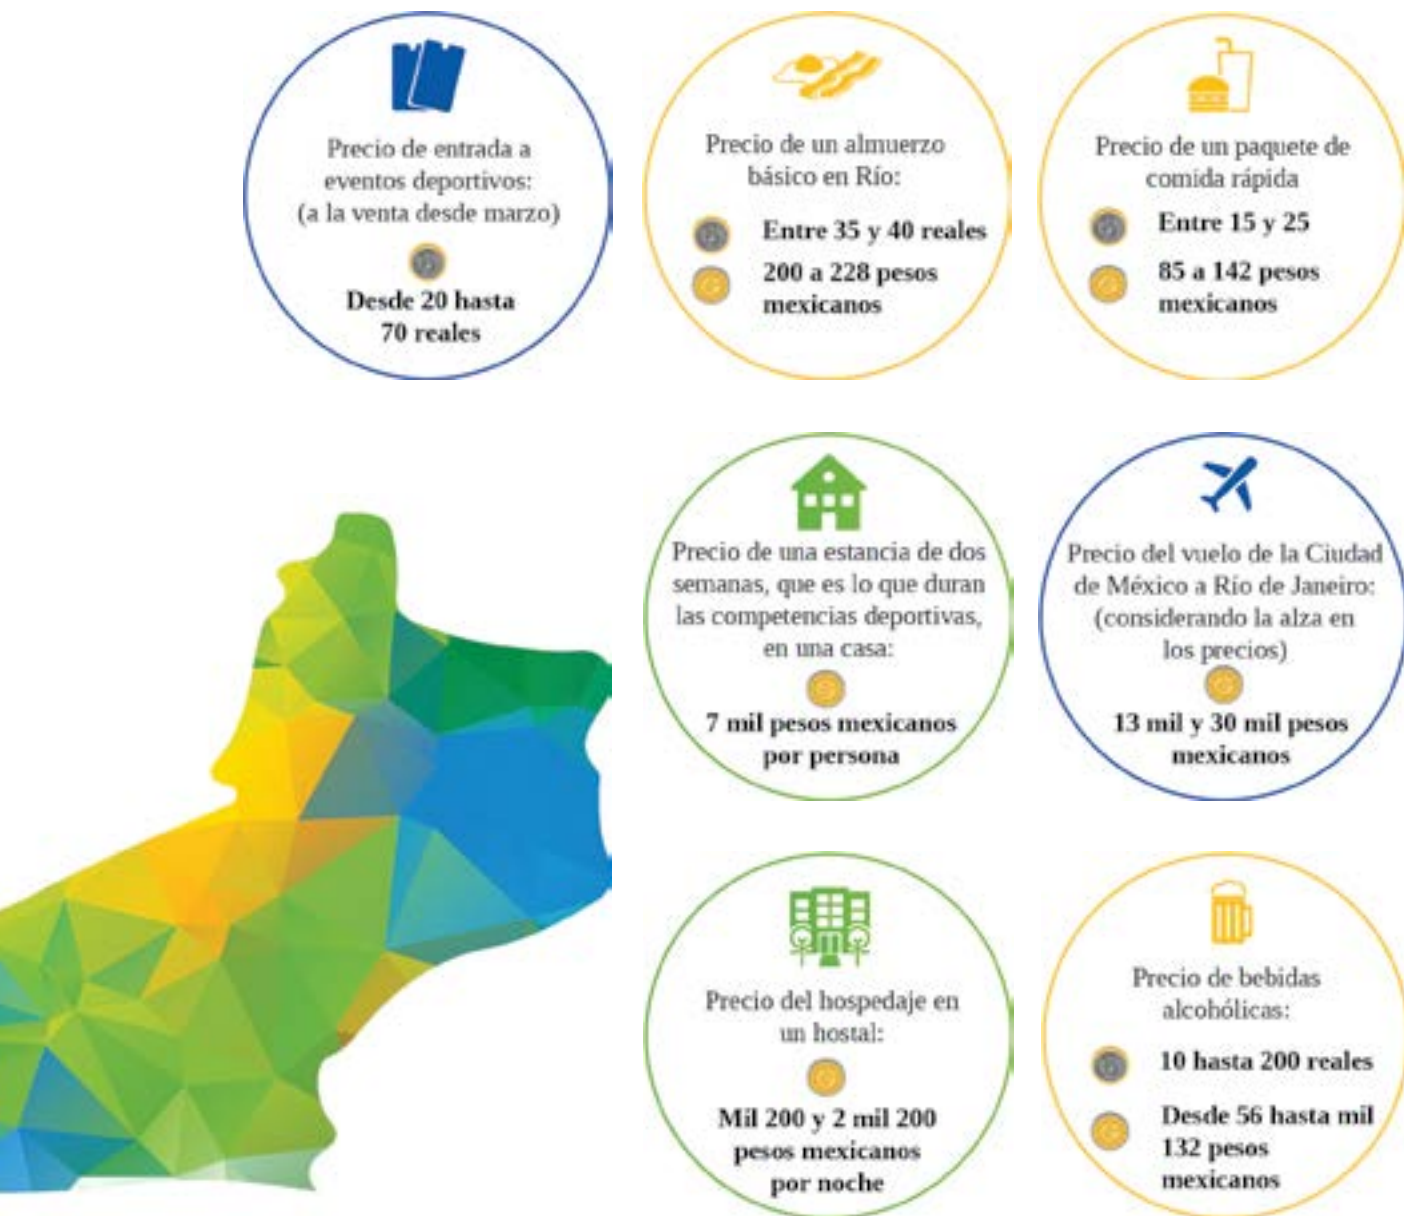 Precio de entrada a
eventos deportivos:
(a la venta desde marzo)
Desde 20 hasta
70 reales
Precio de un almuerzo
básico en Río:
Entre 35 y 40 reales
200 a 228 pesos
mexicanos
Precio de un paquete de
comida rápida
Entre 15 y 25
85 a 142 pesos
mexicanos
Precio de una estancia de dos
semanas, que es lo que duran
las competencias deportivas,
en una casa:
7 mil pesos mexicanos
por persona
Precio del vuelo de la Ciudad
de México a Río de Janeiro:
(considerando la alza en
los precios)
13 mil y 30 mil pesos
mexicanos
Precio del hospedaje en
un hostal:
Mil 200 y 2 mil 200
pesos mexicanos
por noche
Precio de bebidas
alcohólicas:
10 hasta 200 reales
Desde 56 hasta mil
132 pesos
mexicanos